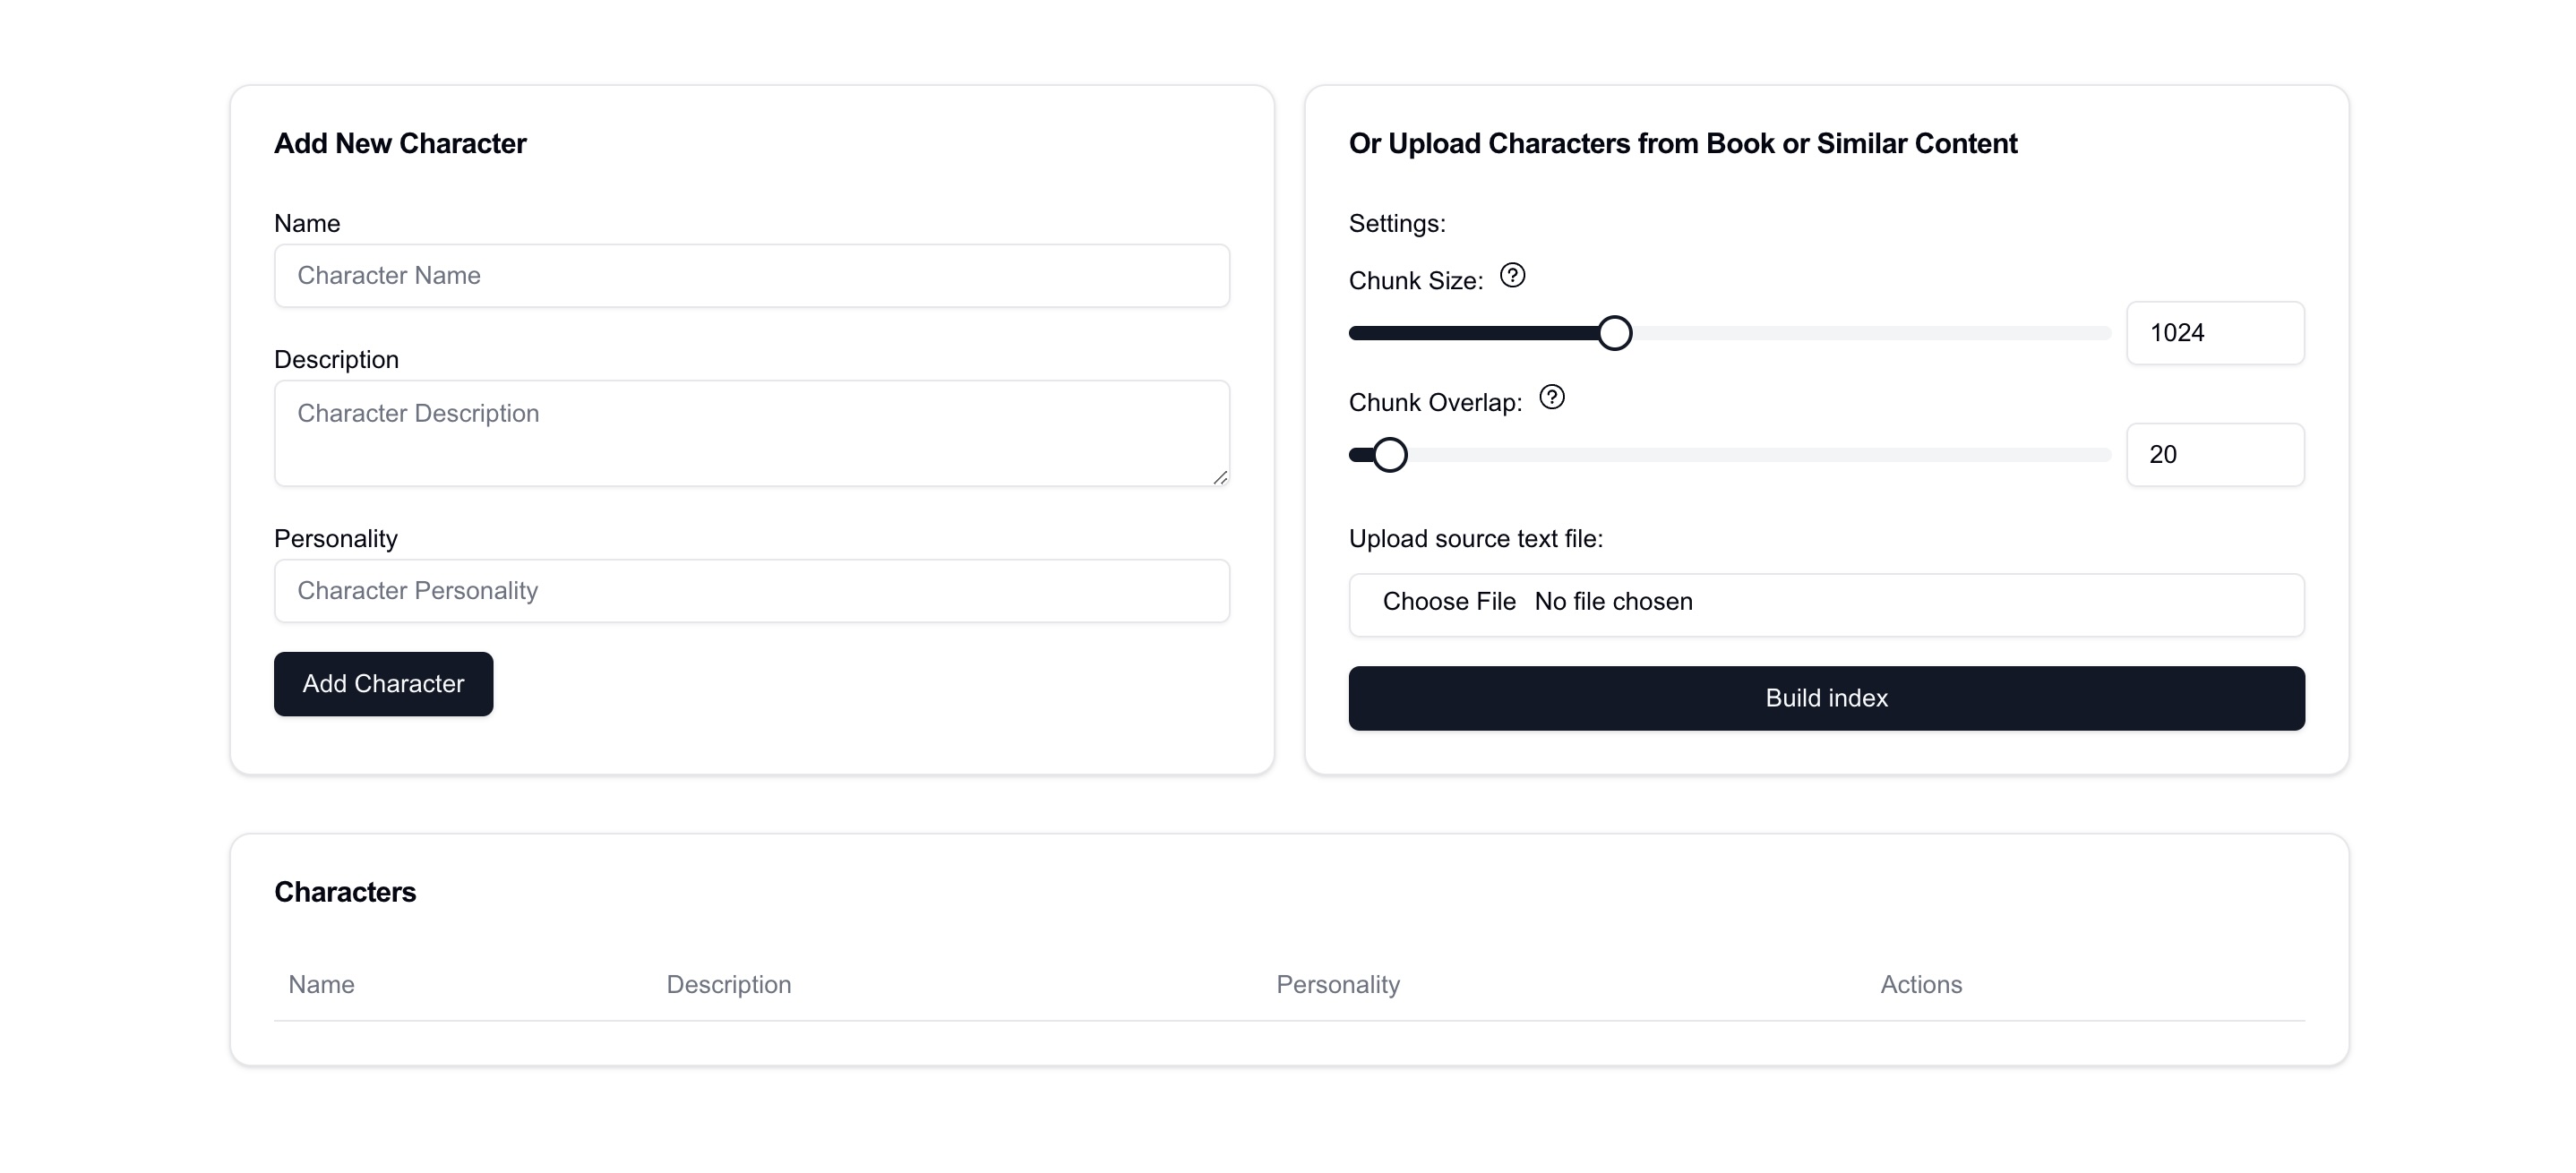 Add New Character
Name
Character Name
Description
Character Description
Personality
Character Personality
Add Character
Or Upload Characters from Book or Similar Content
Settings:
Chunk Size: ?
1024
Chunk Overlap: ?
20
Upload source text file:
Choose File No file chosen
Build index
Characters
Name Description Personality Actions